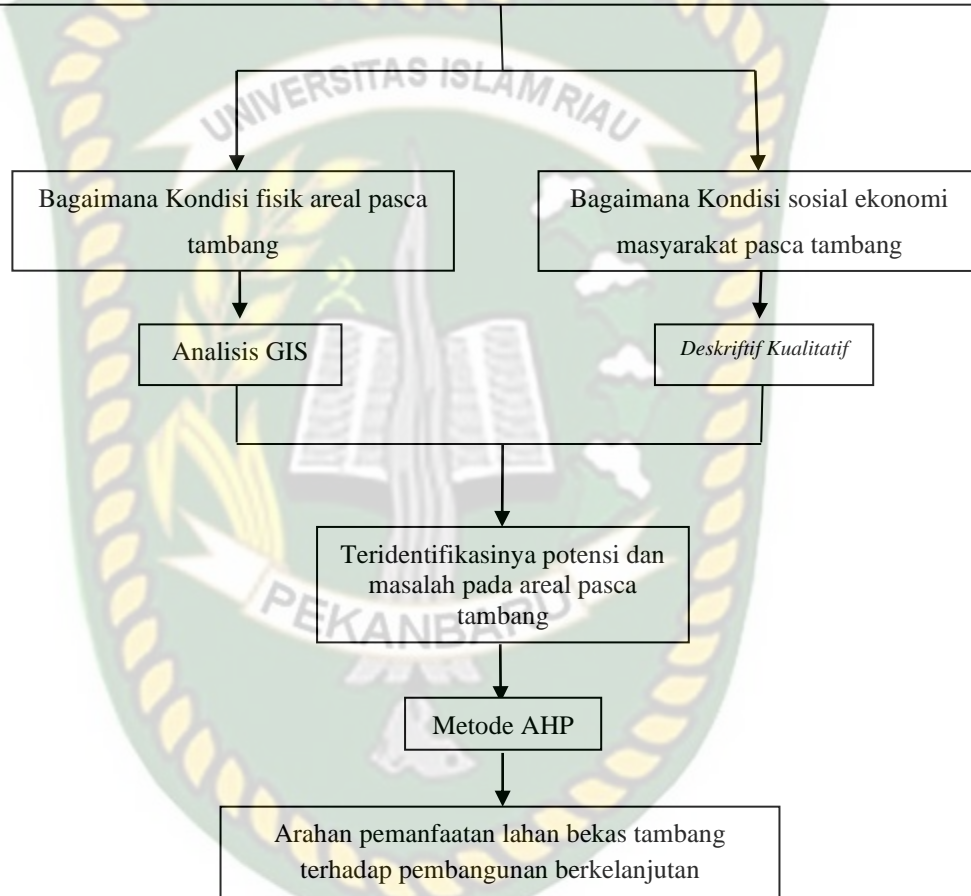 UNIVERSITAS ISLAM RIAU
Bagaimana Kondisi fisik areal pasca
tambang
Bagaimana Kondisi sosial ekonomi
masyarakat pasca tambang
Analisis GIS
Deskriftif Kualitatif
Teridentifikasinya potensi dan
masalah pada areal pasca
tambang
PEKANBARU
Metode AHP
Arahan pemanfaatan lahan bekas tambang
terhadap pembangunan berkelanjutan